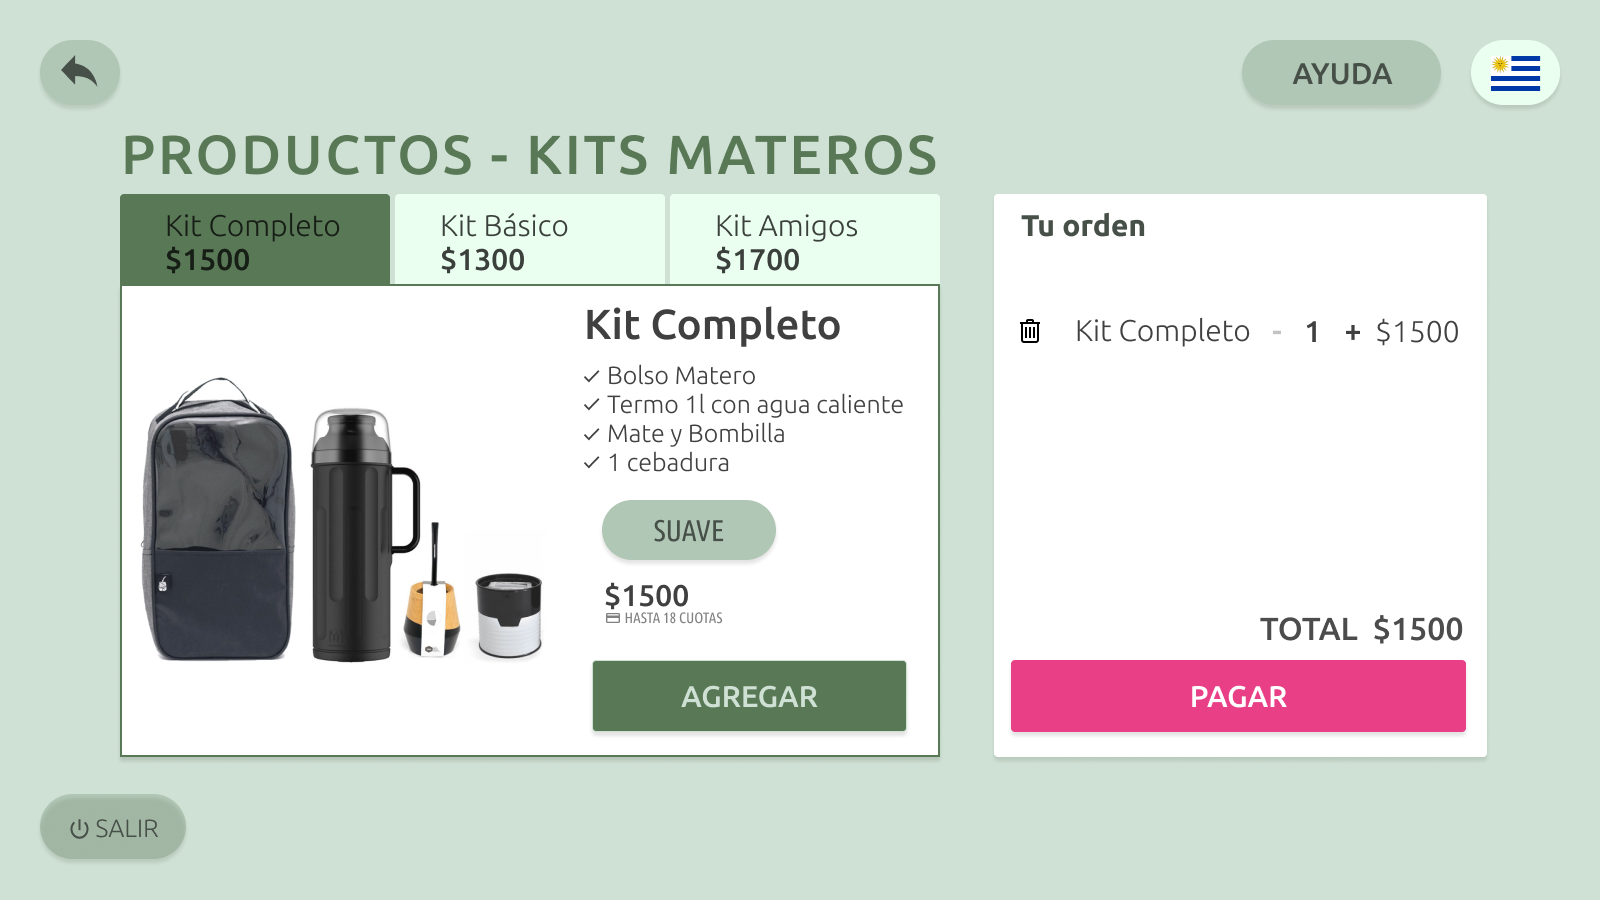 AYUDA
PRODUCTOS - KITS MATEROS
Kit Completo
$1500
Kit Básico
$1300
Kit Amigos
$1700
Kit Completo
Bolso Matero
Termo 1l con agua caliente
Mate y Bombilla
1 cebadura
SUAVE
$1500
HASTA 18 CUOTAS
AGREGAR
Tu orden
Kit Completo - 1 + $1500
TOTAL $1500
PAGAR
SALIR